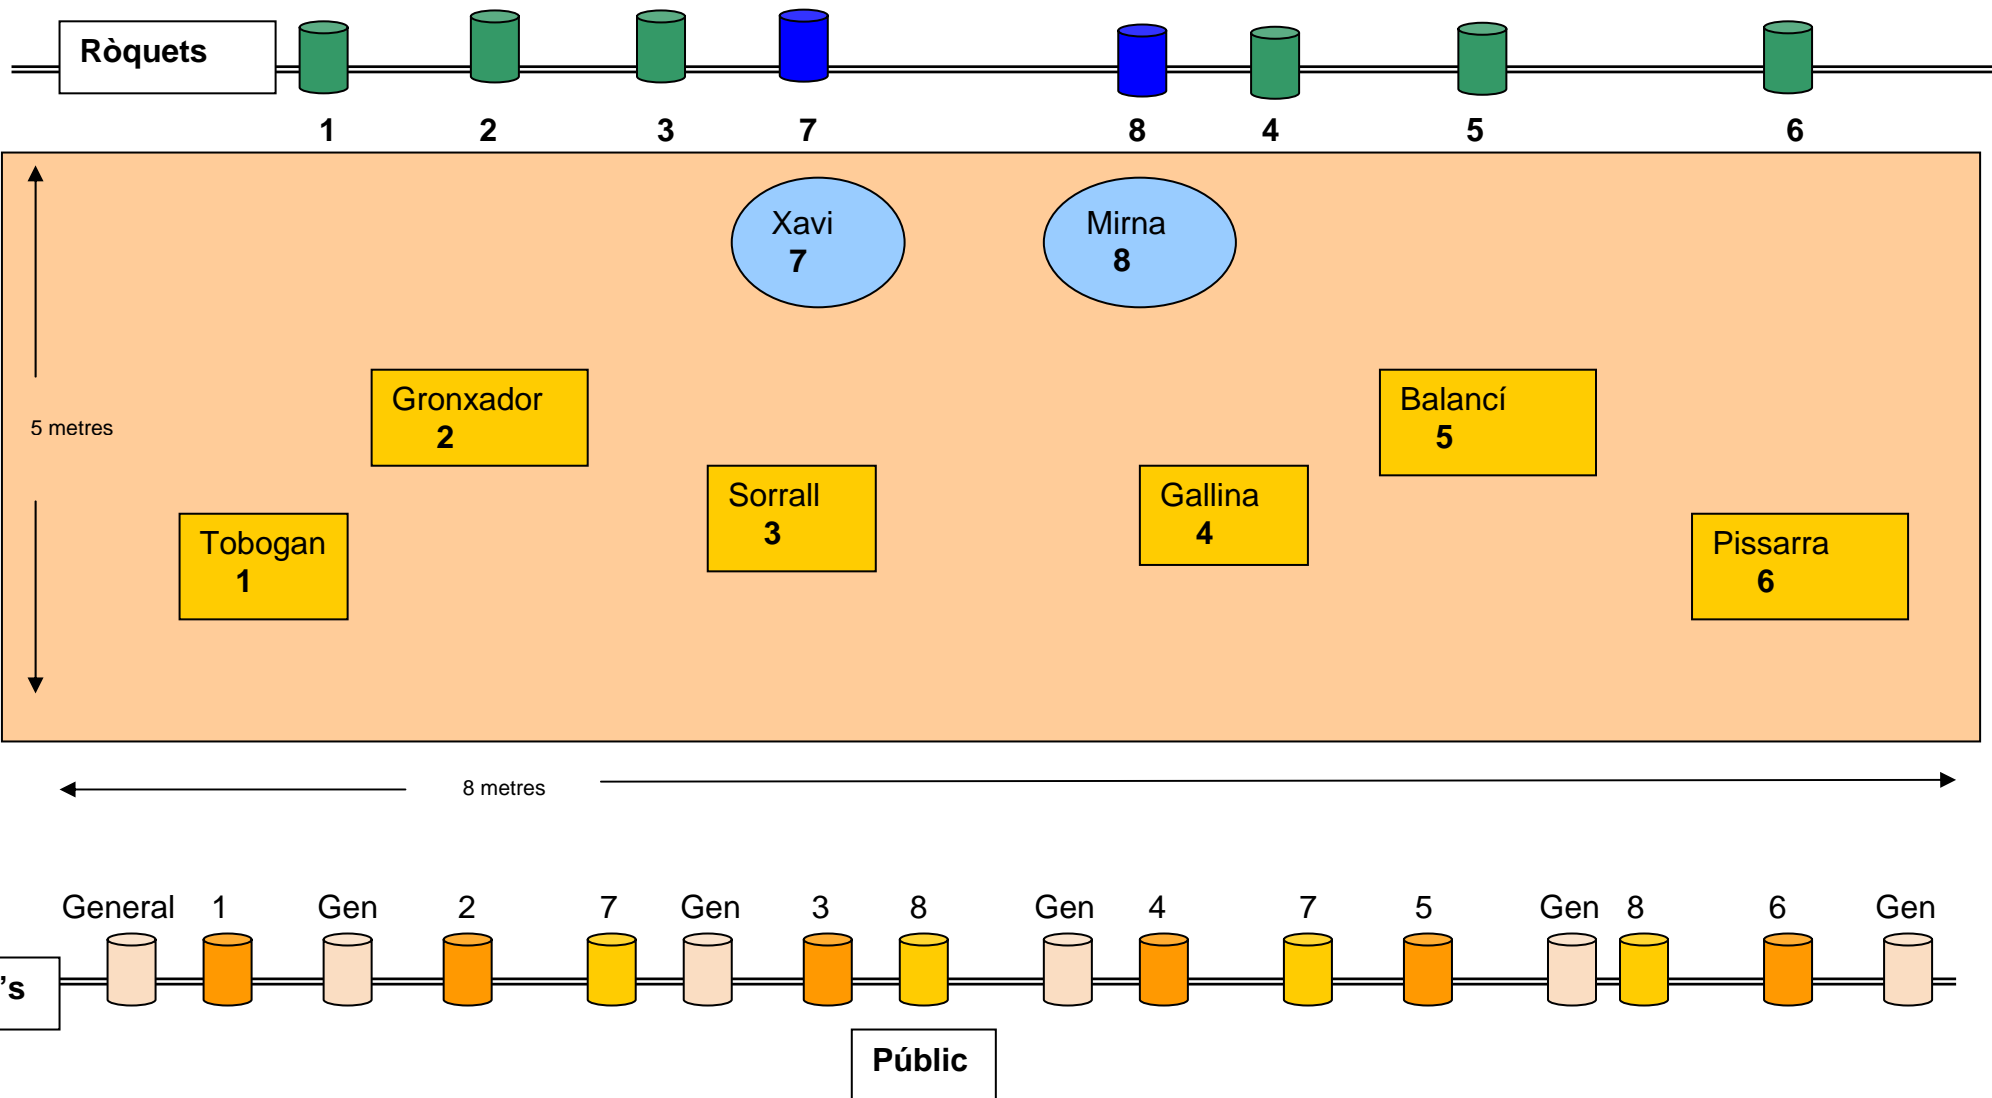 Ròquets
1 2 3 7 8 4 5 6
Xavi
7
Mirna
8
Gronxador
2
Balancí
5
5 metres
Sorrall
3
Gallina
4
Tobogan
1
Pissarra
6
8 metres
General 1 Gen 2 7 Gen 3 8 Gen 4 7 5 Gen 8 6 Gen
's
Públic